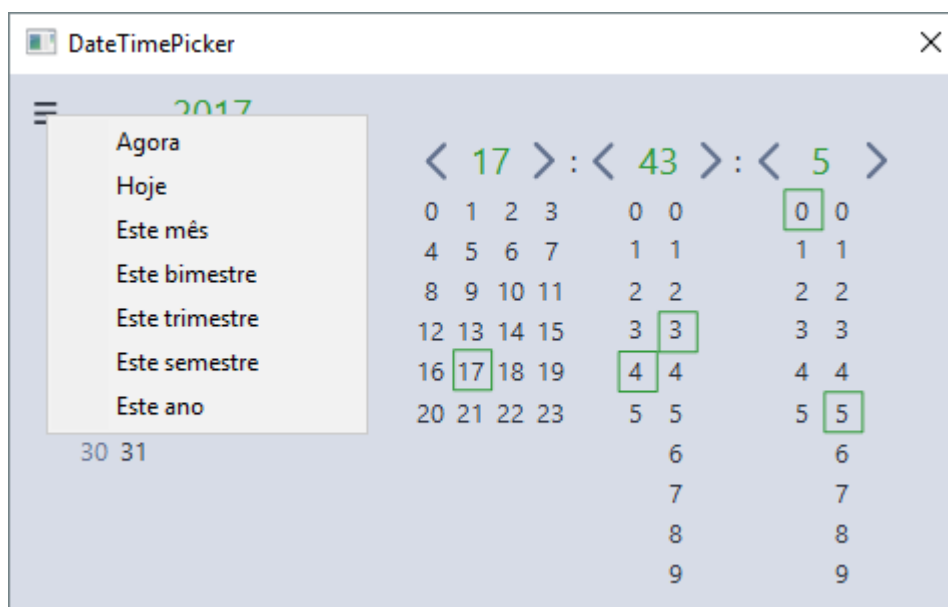 DateTimePicker
2017
Agora
Hoje
Este mês
Este bimestre
Este trimestre
Este semestre
Este ano
30 31
17 : 43 : 5
0 1 2 3 0 0 0 0
4 5 6 7 1 1 1 1
8 9 10 11 2 2 2 2
12 13 14 15 3 3 3 3
16 17 18 19 4 4 4 4
20 21 22 23 5 5 5 5
6 6
7 7
8 8
9 9